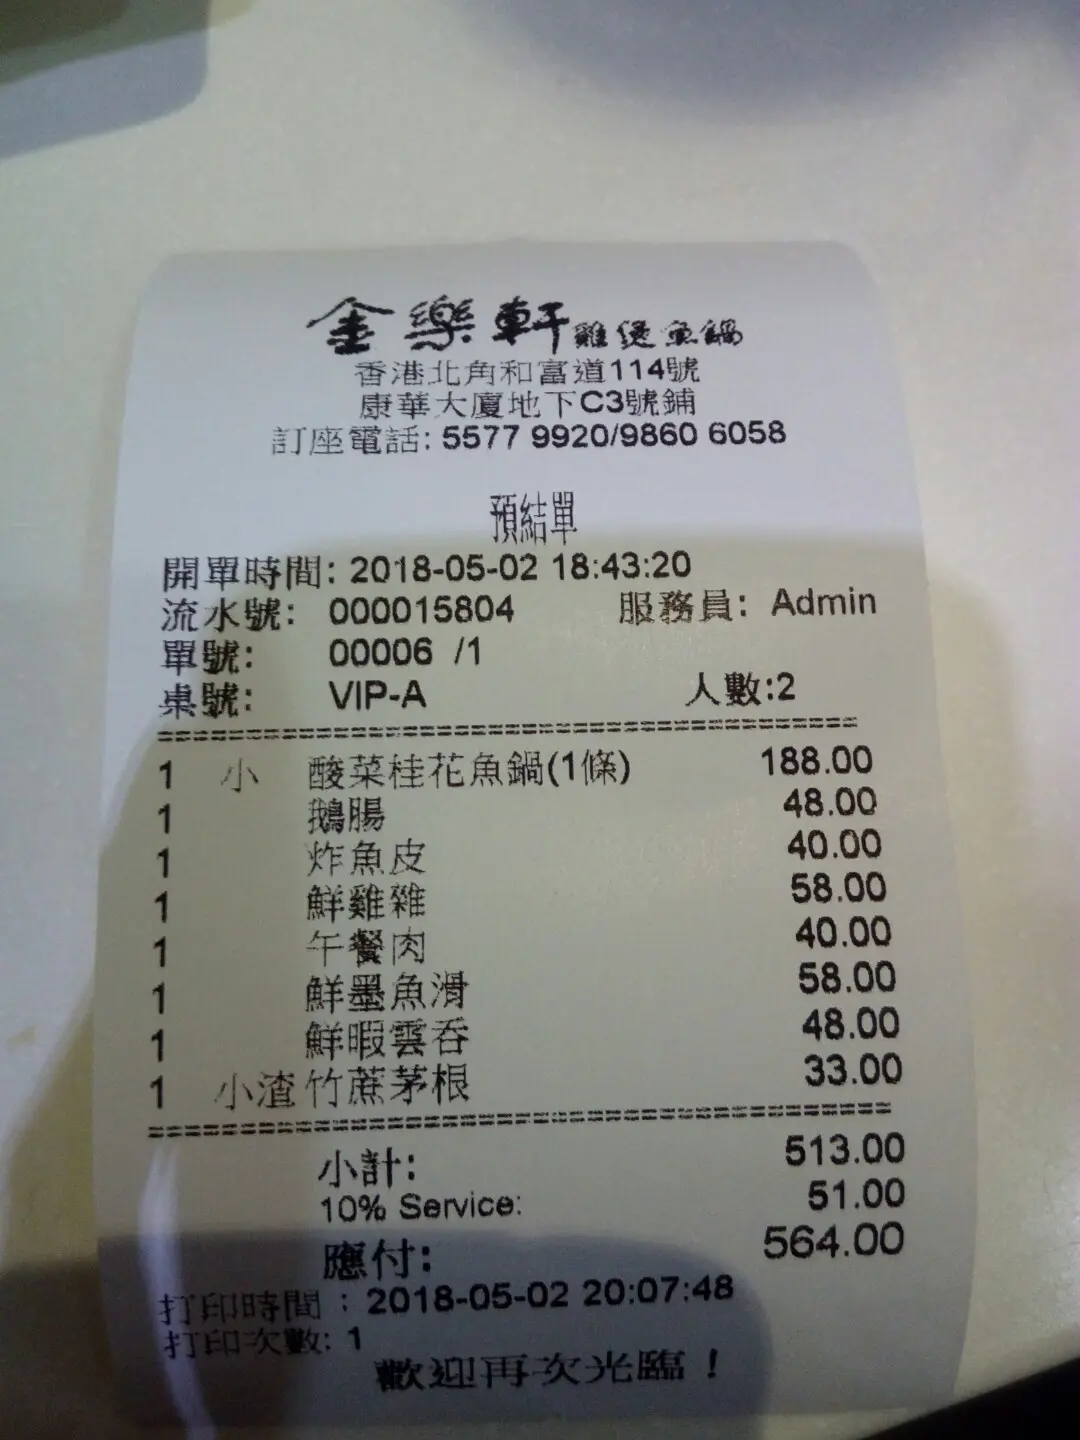 金樂軒雞煲魚鍋
香港北角和富道114號
康華大廈地下C3號鋪
訂座電話: 5577 9920/9860 6058
預結單
開單時間: 2018-05-02 18:43:20
流水號: 000015804 服務員: Admin
單號: 00006 /1
桌號: VIP-A 人數:2
1 小 酸菜桂花魚鍋(1條) 188.00
1 鵝腸 48.00
1 炸魚皮 40.00
1 鮮雞雜 58.00
1 午餐肉 40.00
1 鮮墨魚滑 58.00
1 鮮暇雲吞 48.00
1 小渣 竹蔗茅根 33.00
小計: 513.00
10% Service: 51.00
應付: 564.00
打印時間 : 2018-05-02 20:07:48
打印次數: 1
歡迎再次光臨！